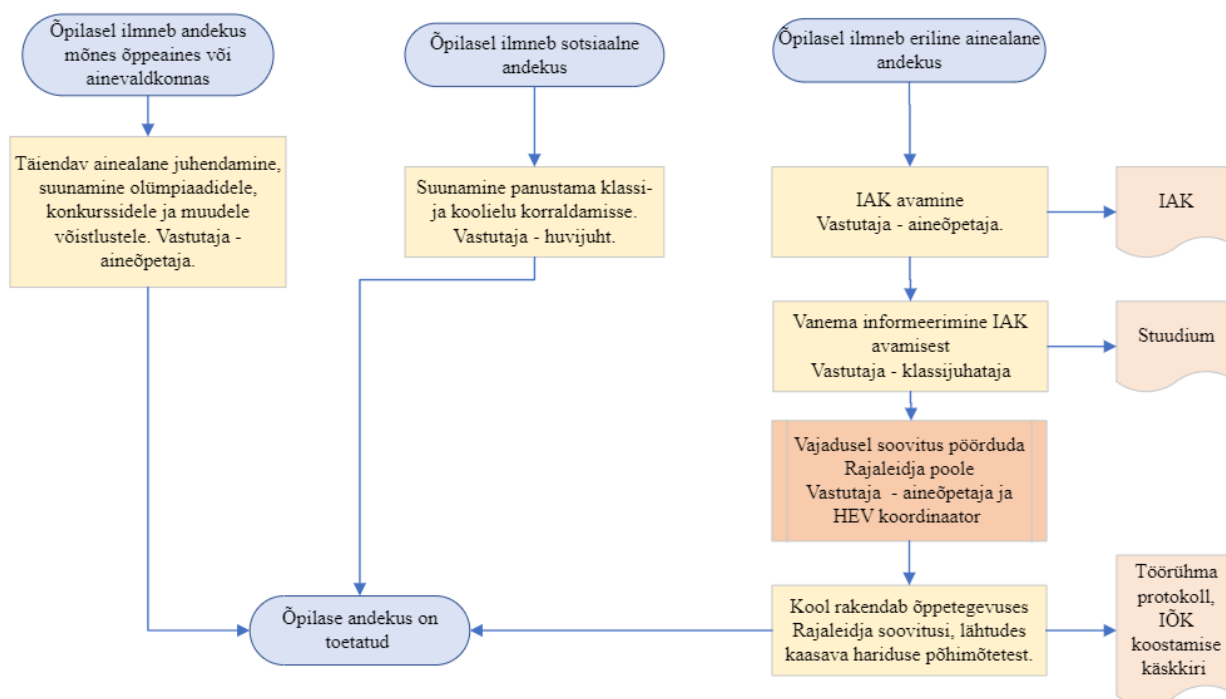 Õpilasel ilmneb andekus
mõnes õppeaines või
ainevaldkonnas
Õpilasel ilmneb sotsiaalne
andekus
Õpilasel ilmneb eriline ainealane
andekus
Täiendav ainealane juhendamine,
suunamine olümpiaadidele,
konkurssidele ja muudele
võistlustele. Vastutaja -
aineõpetaja.
Suunamine panustama klassi-
ja koolielu korraldamisse.
Vastutaja - huvijuht.
IAK avamine
Vastutaja - aineõpetaja.
IAK
Vanema informeerimine IAK
avamisest
Vastutaja - klassijuhataja
Stuudium
Vajadusel soovitus pöörduda
Rajaleidja poole
Vastutaja - aineõpetaja ja
HEV koordinaator
Õpilase andekus on
toetatud
Kool rakendab õppetegevuses
Rajaleidja soovitusi, lähtudes
kaasava hariduse põhimõtetest.
Töörühma
protokoll,
IÕK
koostamise
käskkiri